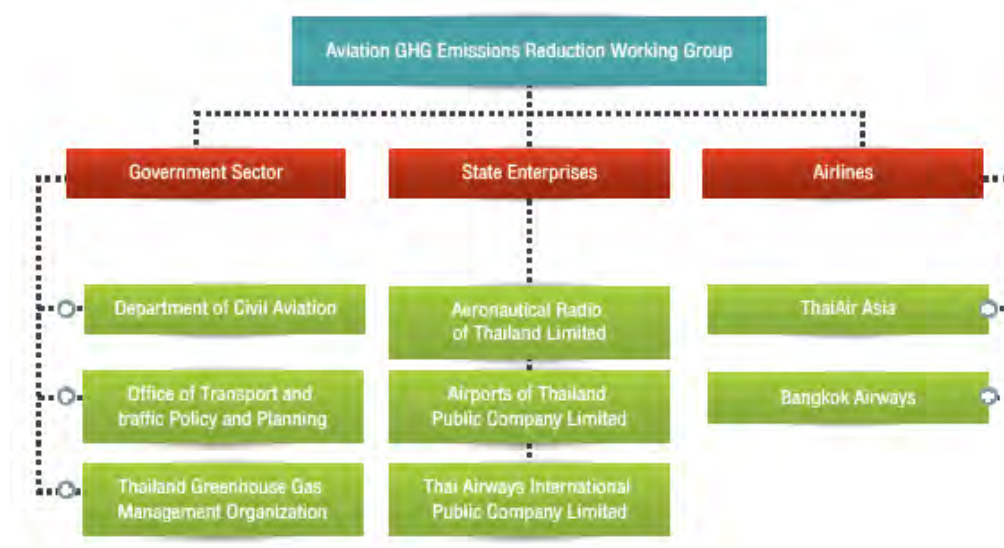 Aviation GHG Emissions Reduction Working Group
Government Sector
State Enterprises
Airlines
Department of Civil Aviation
Office of Transport and
traffic Policy and Planning
Thailand Greenhouse Gas
Management Organization
Aeronautical Radio
of Thailand Limited
Airports of Thailand
Public Company Limited
Thai Airways International
Public Company Limited
ThaiAir Asia
Bangkok Airways